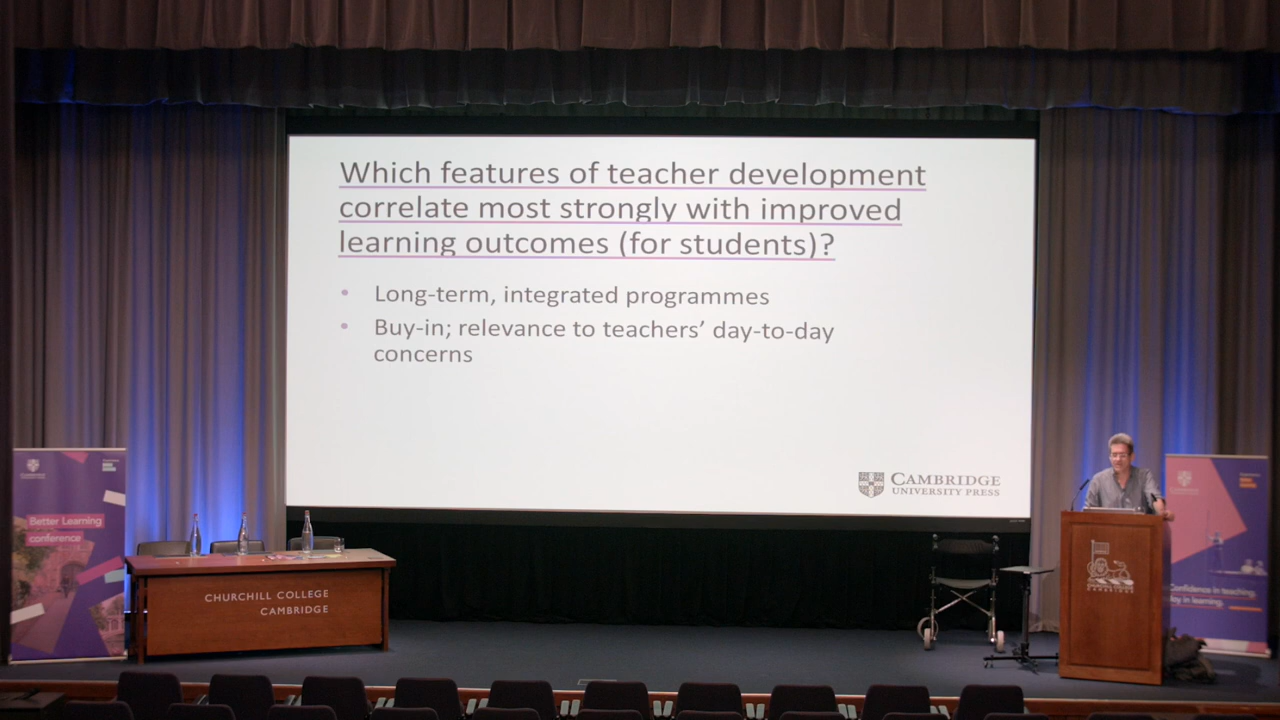 Which features of teacher development
correlate most strongly with improved
learning outcomes (for students)?
• Long-term, integrated programmes
• Buy-in; relevance to teachers’ day-to-day
concerns
CAMBRIDGE
UNIVERSITY PRESS
Better Learning
conference
CHURCHILL COLLEGE
CAMBRIDGE
Confidence in teaching,
Joy in learning.